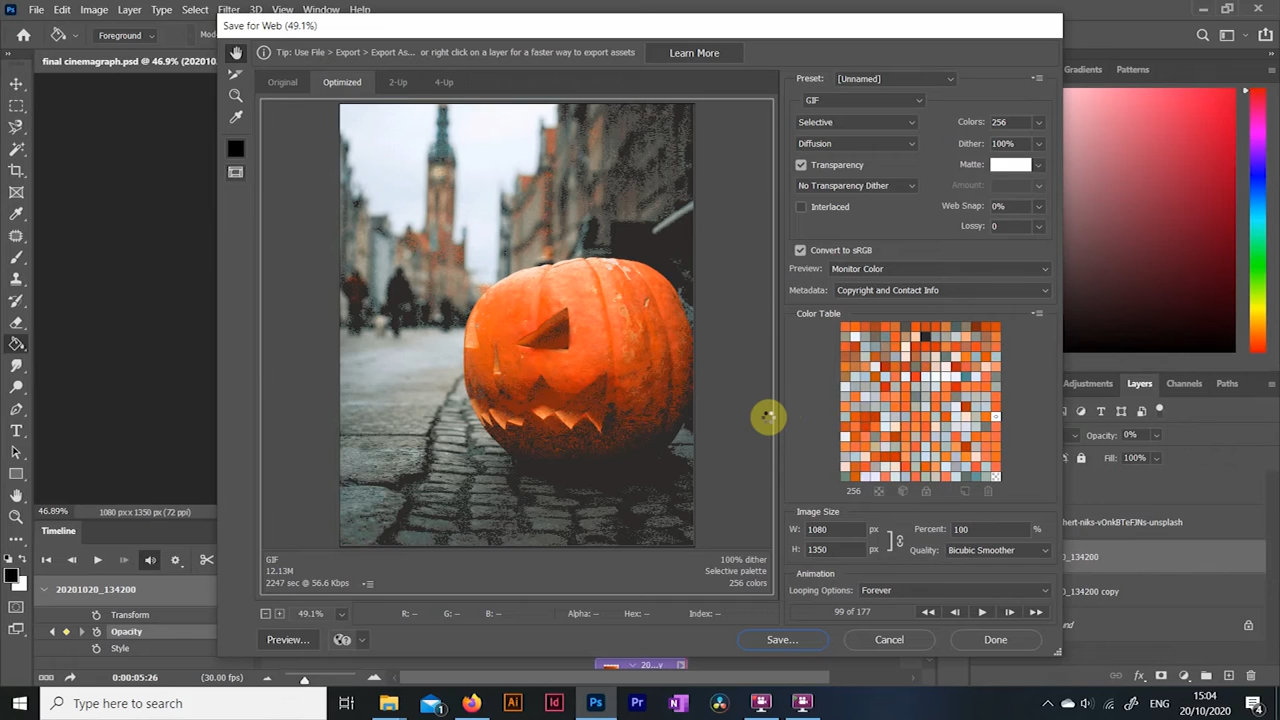 File Edit Image Layer Type Select Filter 3D View Window Help
Save for Web (49.1%)
Foreground
final cinemagraph.psd @ 46.9% (202010
Tip: Use File > Export > Export As... or right click on a layer for a faster way to export assets
Learn More
Original Optimized 2-Up 4-Up
Preset: [Unnamed]
GIF
Selective Colors: 256
Diffusion Dither: 100%
Transparency Matte:
No Transparency Dither Amount:
Interlaced Web Snap: 0%
Lossy: 0
Convert to sRGB
Preview: Monitor Color
Metadata: Copyright and Contact Info
Color Table
256
Image Size
W: 1080 px Percent: 100 %
H: 1350 px Quality: Bicubic Smoother
Animation
Looping Options: Forever
99 of 177
GIF 100% dither
12.13M Selective palette
2247 sec @ 56.6 Kbps 256 colors
49.1% R: -- G: -- B: -- Alpha: -- Hex: -- Index: --
Preview... Save... Cancel Done
Gradients Patterns
Adjustments Layers Channels Paths
Opacity: 0%
Fill: 100%
hert-niks-vOnkBTeFJNs-unsplash
0_134200
0_134200 copy
46.89% 1080 px x 1350 px (72 ppi)
Timeline
20201020_134200
Transform
Opacity
Style
20...y
0:00:05:26 (30.00 fps)
Type here to search
15:04
20/10/2020